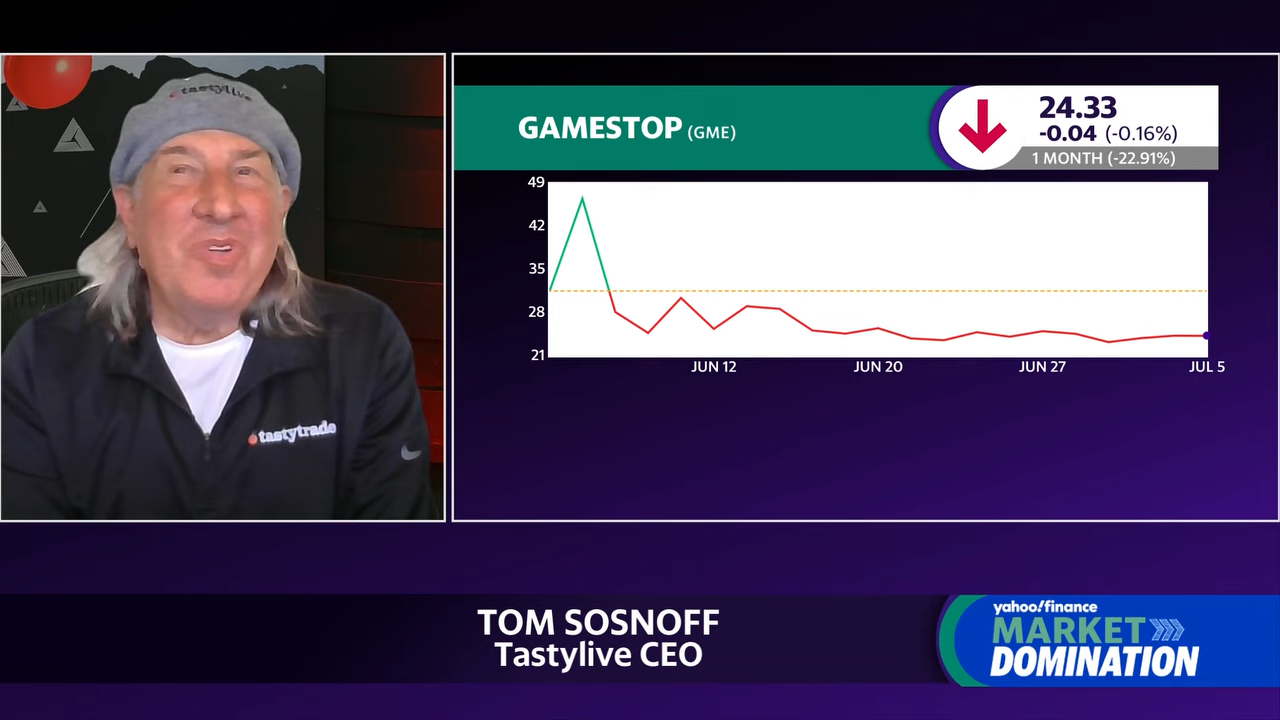 tastylive
tastytrade
GAMESTOP (GME)
24.33
-0.04 (-0.16%)
1 MONTH (-22.91%)
49
42
35
28
21
JUN 12
JUN 20
JUN 27
JUL 5
TOM SOSNOFF
Tastylive CEO
yahoo!finance
MARKET
DOMINATION